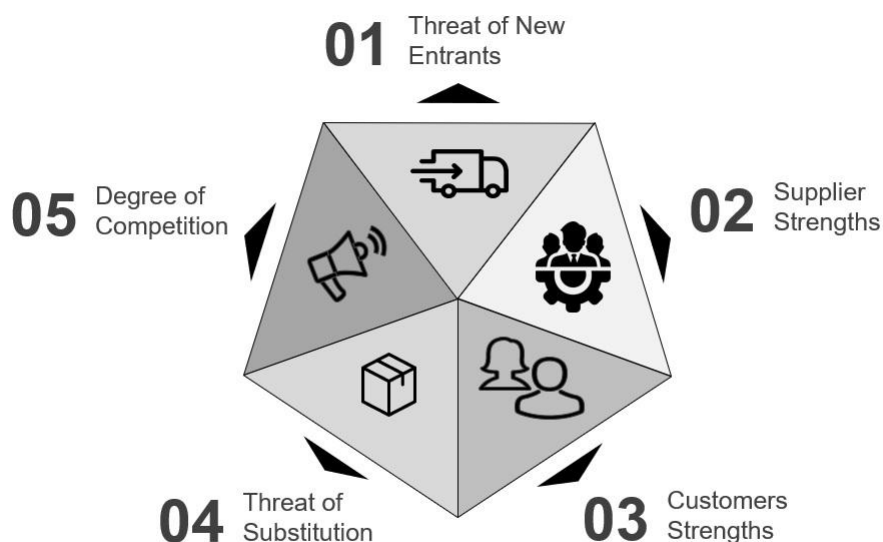 01
Threat of New
Entrants
02
Supplier
Strengths
03
Customers
Strengths
04
Threat of
Substitution
05
Degree of
Competition